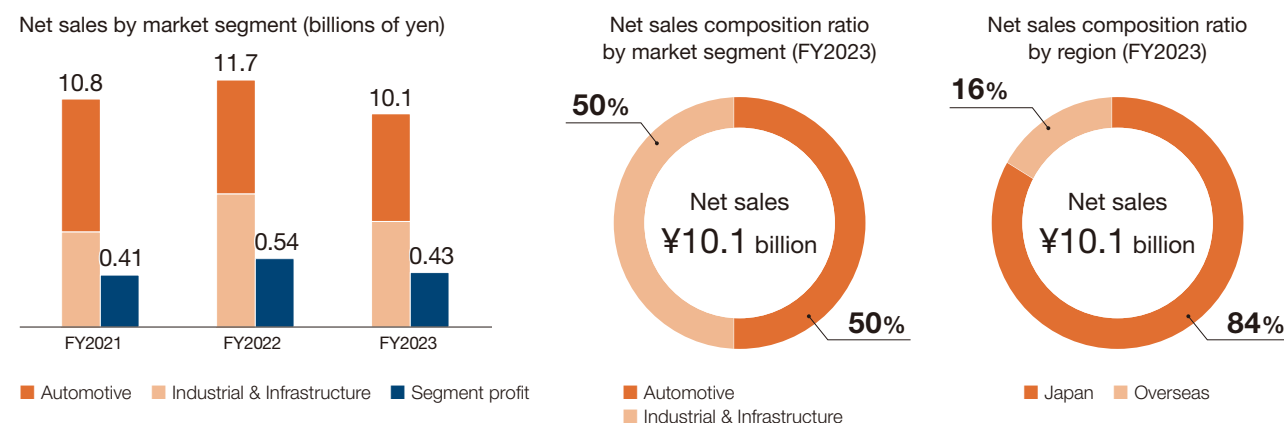 Net sales by market segment (billions of yen)
10.8
11.7
10.1
0.41
0.54
0.43
FY2021
FY2022
FY2023
Automotive
Industrial & Infrastructure
Segment profit
Net sales composition ratio
by market segment (FY2023)
50%
Net sales
¥10.1 billion
50%
Automotive
Industrial & Infrastructure
Net sales composition ratio
by region (FY2023)
16%
Net sales
¥10.1 billion
84%
Japan
Overseas